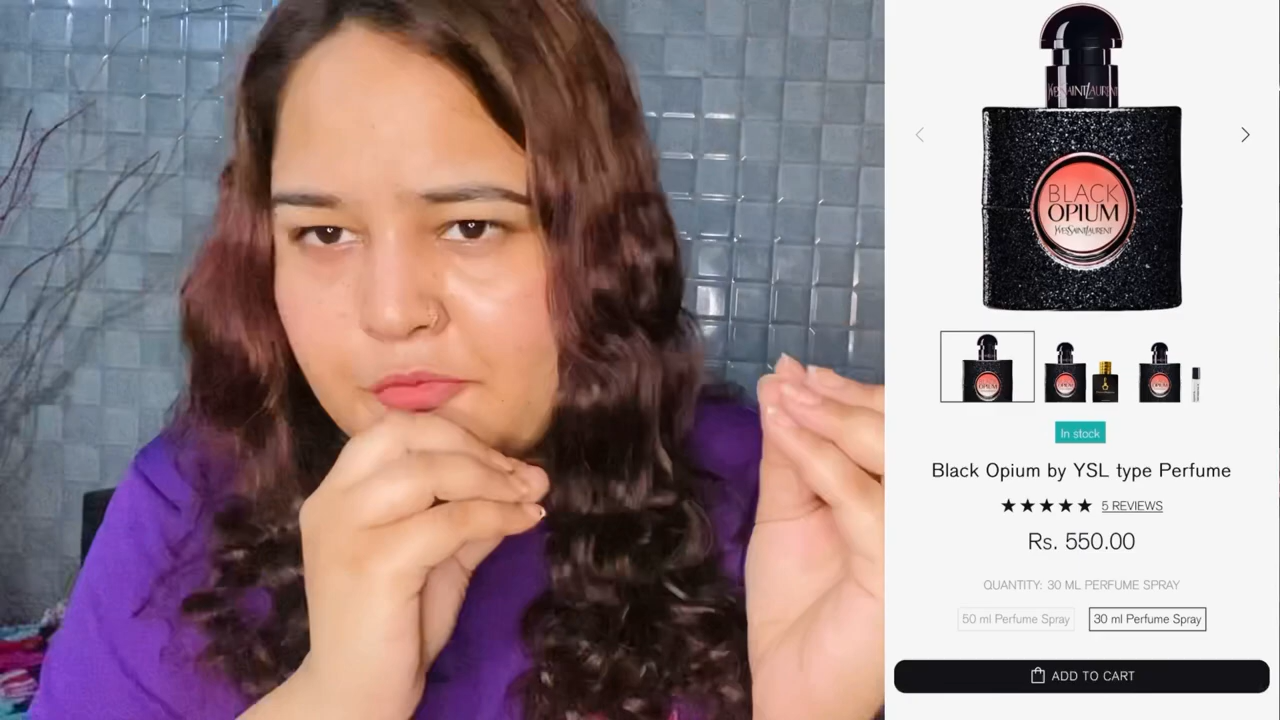 YVESSAINTLAURENT
BLACK
OPIUM
YVESSAINTLAURENT
In stock
Black Opium by YSL type Perfume
★★★★★ 5 REVIEWS
Rs. 550.00
QUANTITY: 30 ML PERFUME SPRAY
50 ml Perfume Spray
30 ml Perfume Spray
ADD TO CART